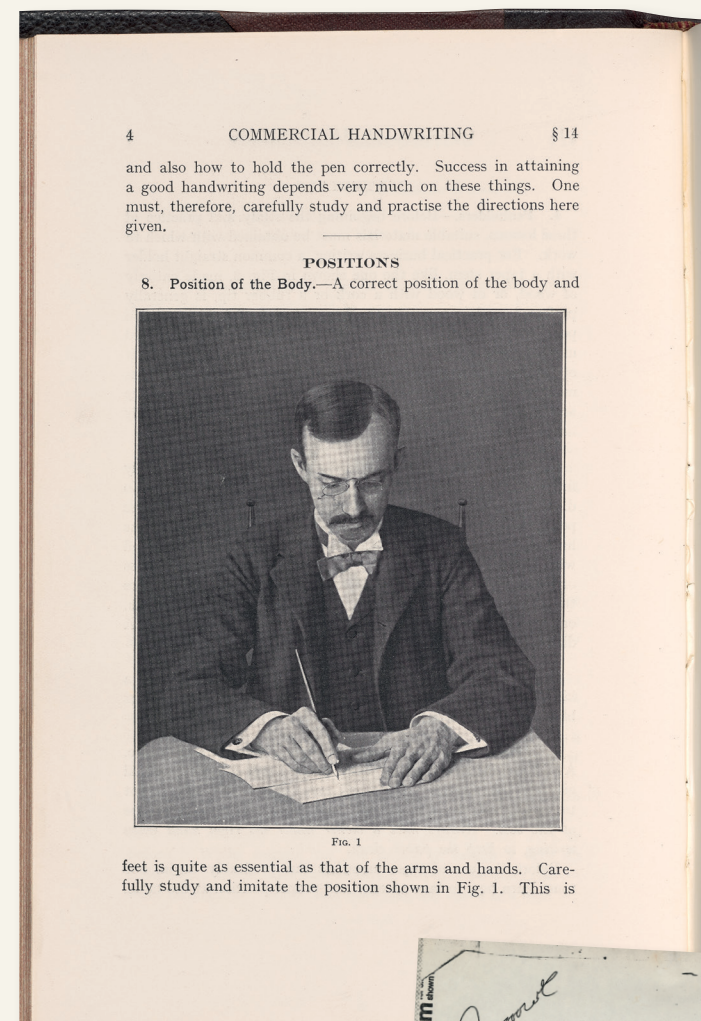 4 COMMERCIAL HANDWRITING § 14
and also how to hold the pen correctly. Success in attaining
a good handwriting depends very much on these things. One
must, therefore, carefully study and practise the directions here
given.
POSITIONS
8. Position of the Body.—A correct position of the body and
FIG. 1
feet is quite as essential as that of the arms and hands. Care-
fully study and imitate the position shown in Fig. 1. This is
shown